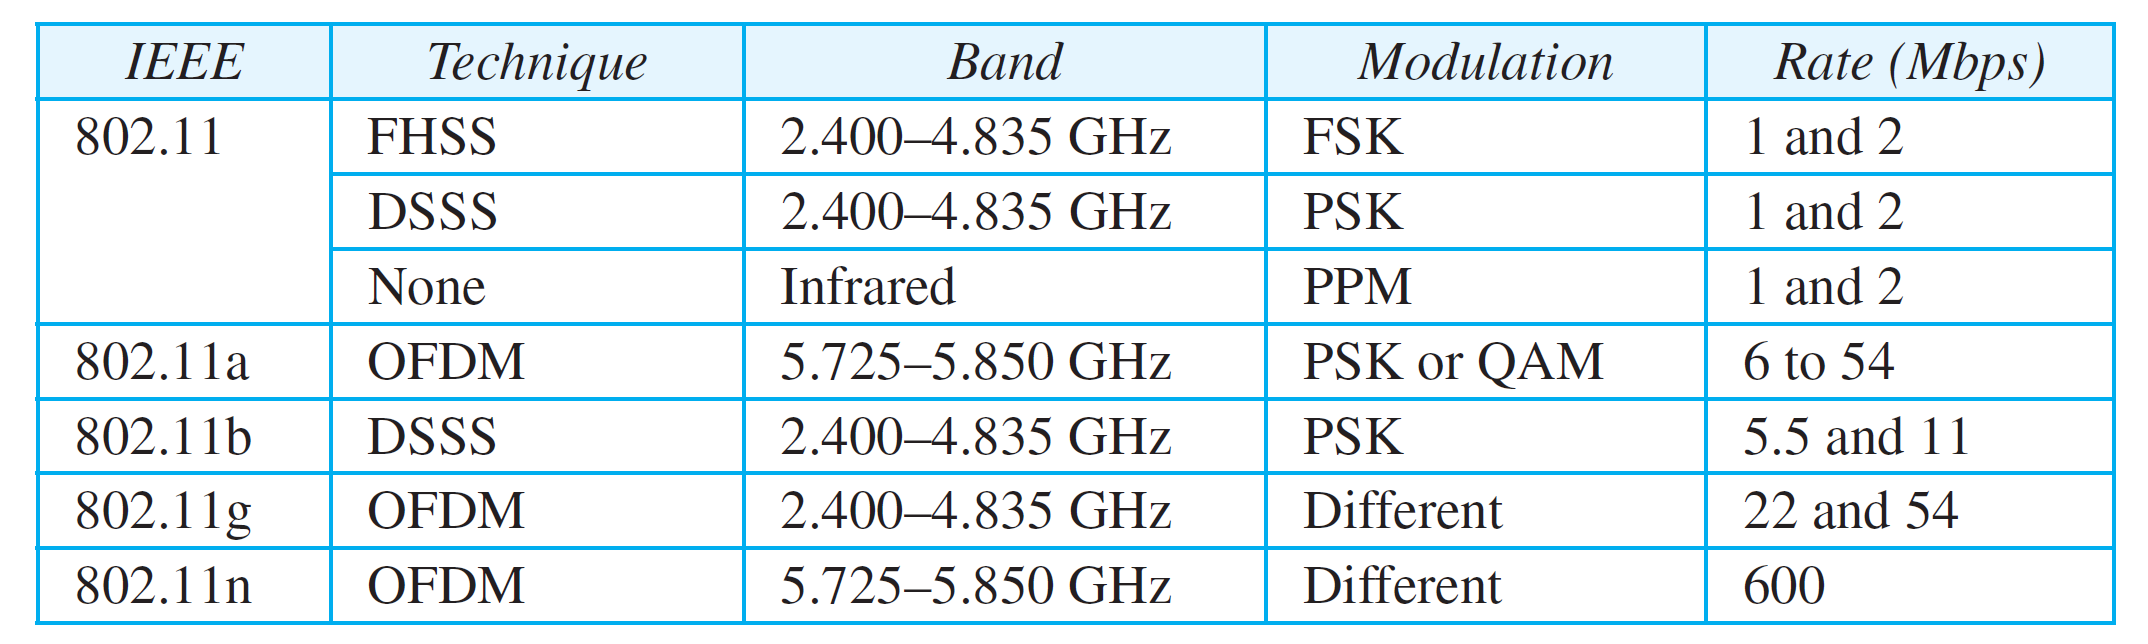 IEEE Technique Band Modulation Rate (Mbps)
802.11 FHSS 2.400–4.835 GHz FSK 1 and 2
DSSS 2.400–4.835 GHz PSK 1 and 2
None Infrared PPM 1 and 2
802.11a OFDM 5.725–5.850 GHz PSK or QAM 6 to 54
802.11b DSSS 2.400–4.835 GHz PSK 5.5 and 11
802.11g OFDM 2.400–4.835 GHz Different 22 and 54
802.11n OFDM 5.725–5.850 GHz Different 600